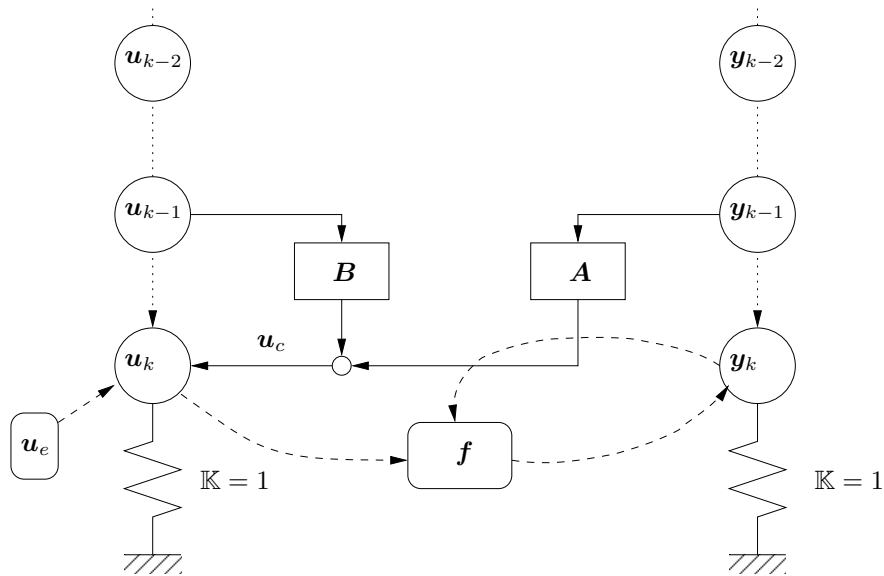 u_{k−2} y_{k−2}
u_{k−1} y_{k−1}
B A
u_c
u_k y_k
u_e f
𝕂 = 1 𝕂 = 1